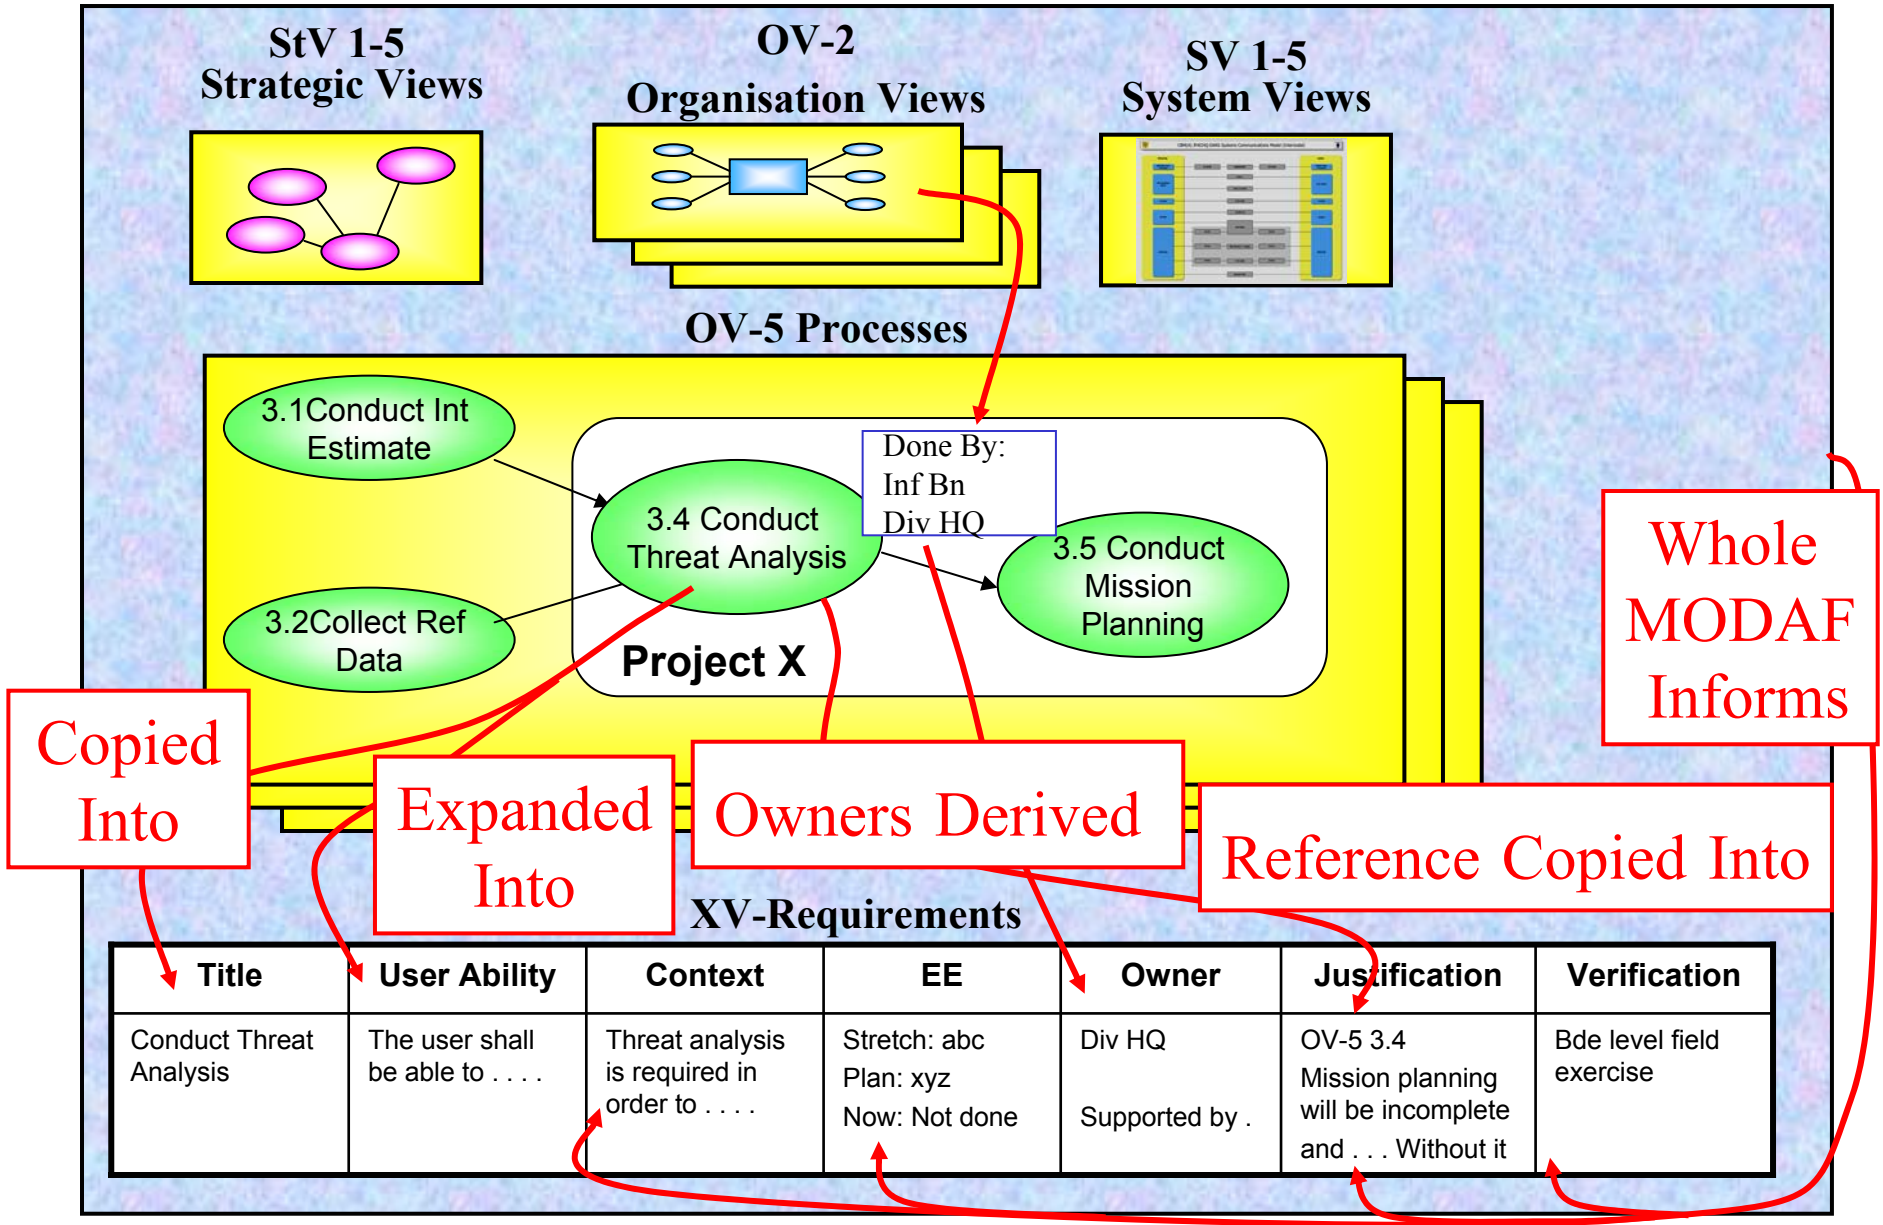 StV 1-5
Strategic Views
OV-2
Organisation Views
SV 1-5
System Views
OV-5 Processes
3.1Conduct Int
Estimate
3.2Collect Ref
Data
3.4 Conduct
Threat Analysis
Done By:
Inf Bn
Div HQ
3.5 Conduct
Mission
Planning
Project X
Whole
MODAF
Informs
Copied
Into
Expanded
Into
Owners Derived
Reference Copied Into
XV-Requirements
Title
User Ability
Context
EE
Owner
Justification
Verification
Conduct Threat
Analysis
The user shall
be able to . . . .
Threat analysis
is required in
order to . . . .
Stretch: abc
Plan: xyz
Now: Not done
Div HQ
Supported by .
OV-5 3.4
Mission planning
will be incomplete
and . . . Without it
Bde level field
exercise